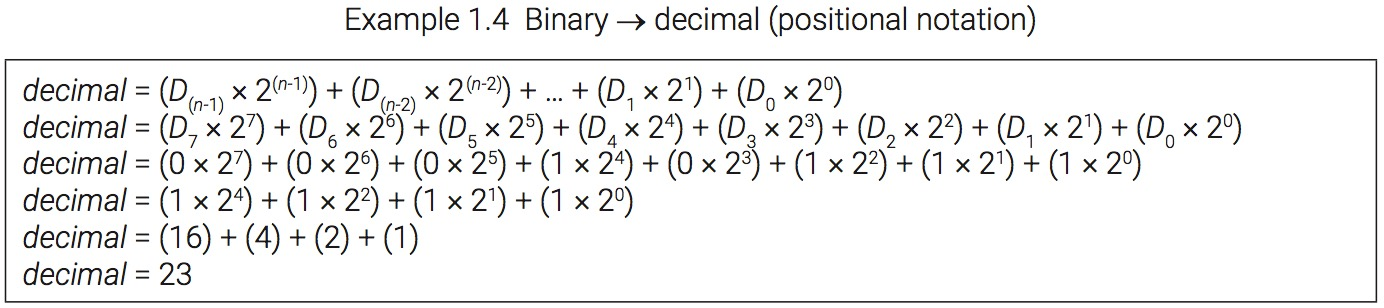 Example 1.4 Binary → decimal (positional notation)
decimal = (D₍ₙ₋₁₎ × 2⁽ⁿ⁻¹⁾) + (D₍ₙ₋₂₎ × 2⁽ⁿ⁻²⁾) + … + (D₁ × 2¹) + (D₀ × 2⁰)
decimal = (D₇ × 2⁷) + (D₆ × 2⁶) + (D₅ × 2⁵) + (D₄ × 2⁴) + (D₃ × 2³) + (D₂ × 2²) + (D₁ × 2¹) + (D₀ × 2⁰)
decimal = (0 × 2⁷) + (0 × 2⁶) + (0 × 2⁵) + (1 × 2⁴) + (0 × 2³) + (1 × 2²) + (1 × 2¹) + (1 × 2⁰)
decimal = (1 × 2⁴) + (1 × 2²) + (1 × 2¹) + (1 × 2⁰)
decimal = (16) + (4) + (2) + (1)
decimal = 23